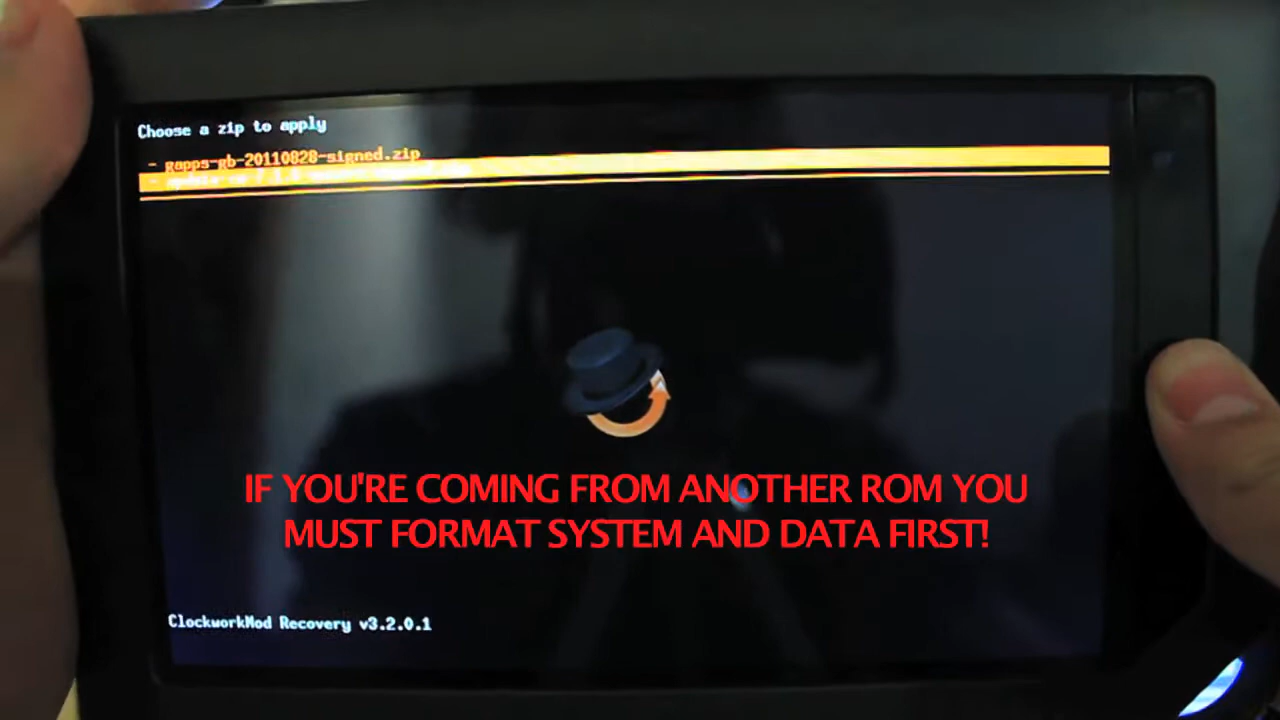 Choose a zip to apply
- gapps-gb-20110828-signed.zip
IF YOU'RE COMING FROM ANOTHER ROM YOU
MUST FORMAT SYSTEM AND DATA FIRST!
ClockworkMod Recovery v3.2.0.1